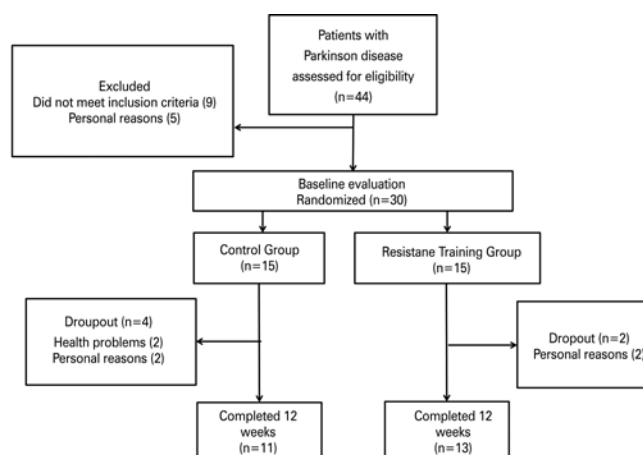 Patients with
Parkinson disease
assessed for eligibility
(n=44)
Excluded
Did not meet inclusion criteria (9)
Personal reasons (5)
Baseline evaluation
Randomized (n=30)
Control Group
(n=15)
Resistane Training Group
(n=15)
Droupout (n=4)
Health problems (2)
Personal reasons (2)
Dropout (n=2)
Personal reasons (2)
Completed 12
weeks
(n=11)
Completed 12
weeks
(n=13)